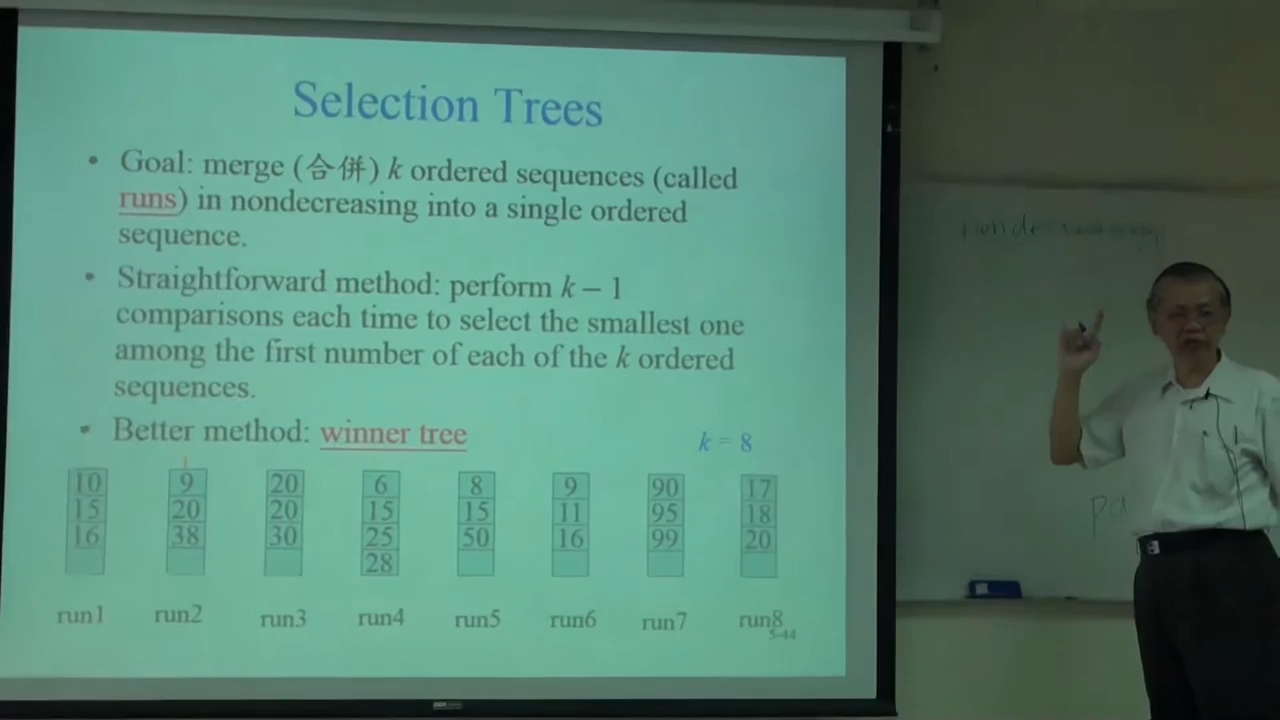 Selection Trees
• Goal: merge (合併) k ordered sequences (called
runs) in nondecreasing into a single ordered
sequence.
• Straightforward method: perform k – 1
comparisons each time to select the smallest one
among the first number of each of the k ordered
sequences.
• Better method: winner tree
k = 8
10 9 20 6 8 9 90 17
15 20 20 15 15 11 95 18
16 38 30 25 50 16 99 20
28
run1 run2 run3 run4 run5 run6 run7 run8
5-44